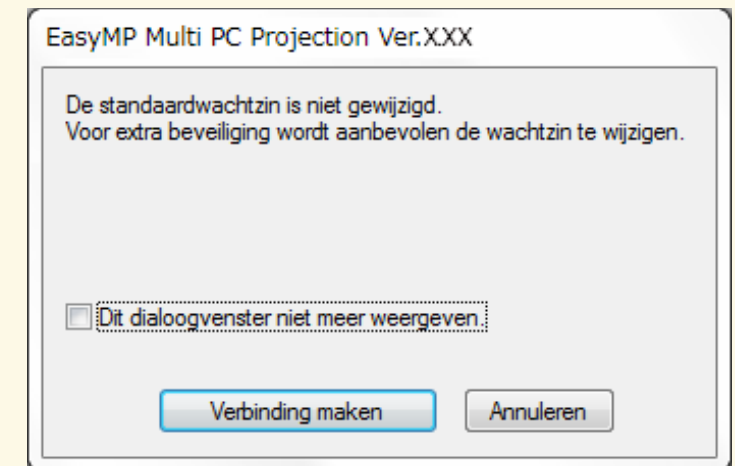 EasyMP Multi PC Projection Ver.XXX
De standaardwachtzin is niet gewijzigd.
Voor extra beveiliging wordt aanbevolen de wachtzin te wijzigen.
Dit dialoogvenster niet meer weergeven.
Verbinding maken
Annuleren